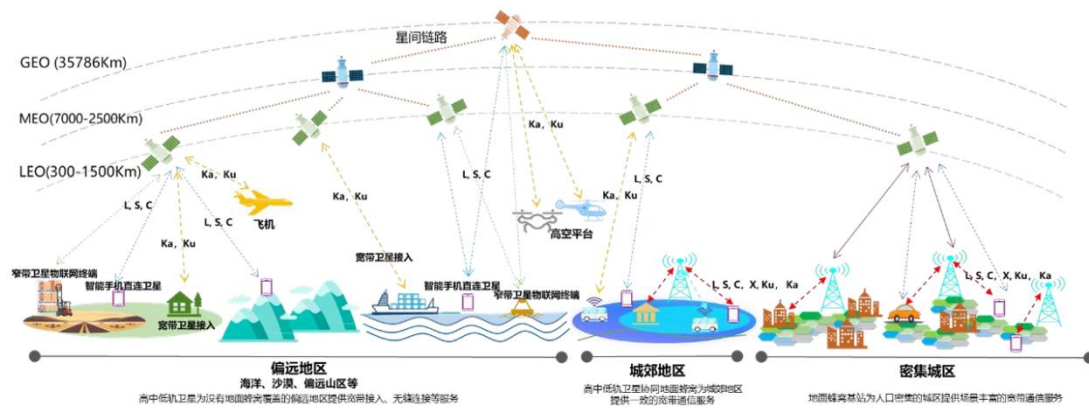 星间链路
GEO (35786Km)
MEO(7000-2500Km)
LEO(300-1500Km)
Ka，Ku
L, S, C
飞机
L, S, C
Ka，Ku
Ka，Ku
L, S, C
Ka，Ku
高空平台
L, S, C
Ka，Ku
窄带卫星物联网终端
智能手机直连卫星
宽带卫星接入
宽带卫星接入
智能手机直连卫星
窄带卫星物联网终端
L, S, C，X, Ku，Ka
L, S, C，X, Ku，Ka
偏远地区
海洋、沙漠、偏远山区等
高中低轨卫星为没有地面蜂窝覆盖的偏远地区提供宽带接入、无缝连接等服务
城郊地区
高中低轨卫星协同地面蜂窝为城郊地区
提供一致的宽带通信服务
密集城区
地面蜂窝基站为人口密集的城区提供场景丰富的宽带通信服务